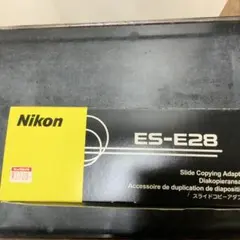 Nikon
ES-E28
Slide Copying Adapt
Diakopieransa
Accessoire de duplication de diapositi
スライドコピーアダプ